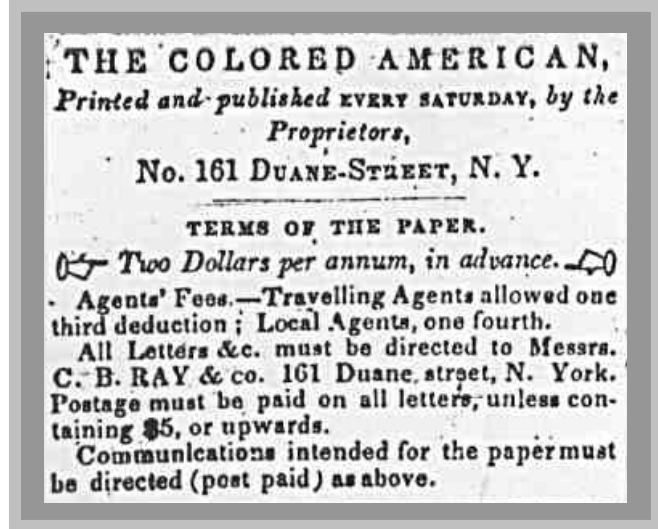 THE COLORED AMERICAN,
Printed and published EVERY SATURDAY, by the
Proprietors,
No. 161 DUANE-STREET, N. Y.
TERMS OF THE PAPER.
Two Dollars per annum, in advance.
Agents' Fees.—Travelling Agents allowed one
third deduction; Local Agents, one fourth.
All Letters &c. must be directed to Messrs.
C. B. RAY & co. 161 Duane street, N. York.
Postage must be paid on all letters, unless con-
taining $5, or upwards.
Communications intended for the paper must
be directed (post paid) as above.